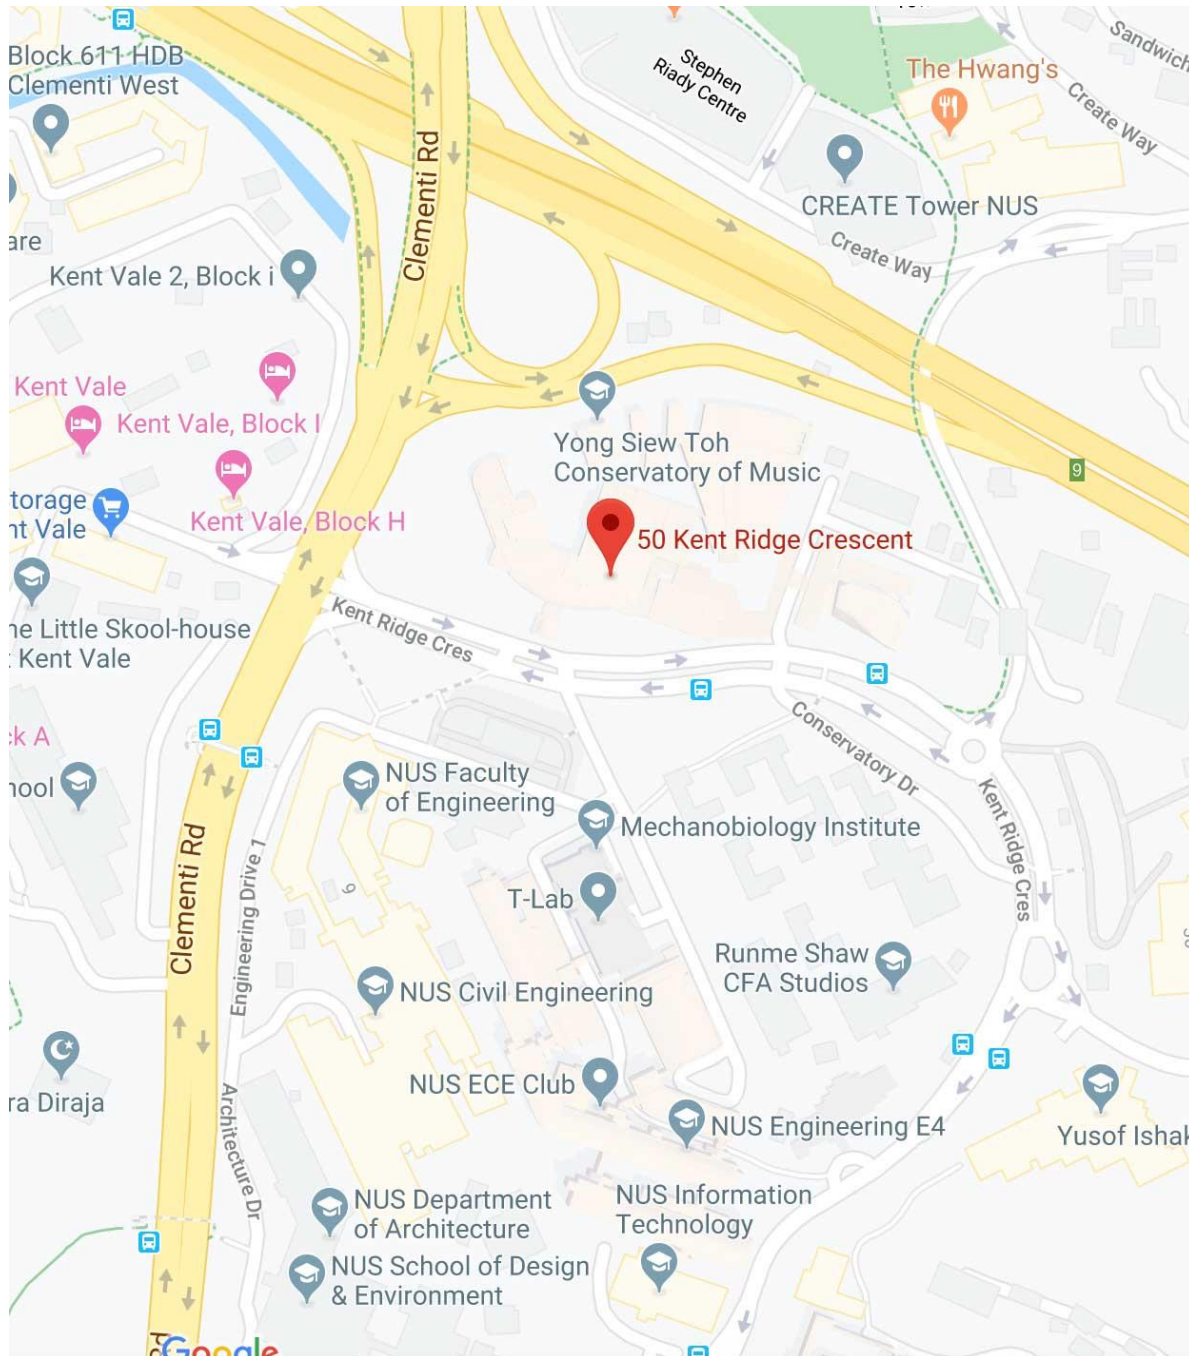 Block 611 HDB
Clementi West
Stephen
Riady Centre
The Hwang's
Sandwich
Create Way
Clementi Rd
CREATE Tower NUS
are
Create Way
Kent Vale 2, Block i
Kent Vale
Kent Vale, Block I
Yong Siew Toh
Conservatory of Music
9
torage
nt Vale
Kent Vale, Block H
50 Kent Ridge Crescent
Kent Ridge Cres
ne Little Skool-house
t Kent Vale
ck A
Conservatory Dr
hool
NUS Faculty
of Engineering
Kent Ridge Cres
Mechanobiology Institute
Clementi Rd
Engineering Drive 1
9
T-Lab
Runme Shaw
CFA Studios
NUS Civil Engineering
NUS ECE Club
ra Diraja
NUS Engineering E4
Yusof Ishak
Architecture Dr
NUS Department
of Architecture
NUS Information
Technology
NUS School of Design
& Environment
Rd
Google